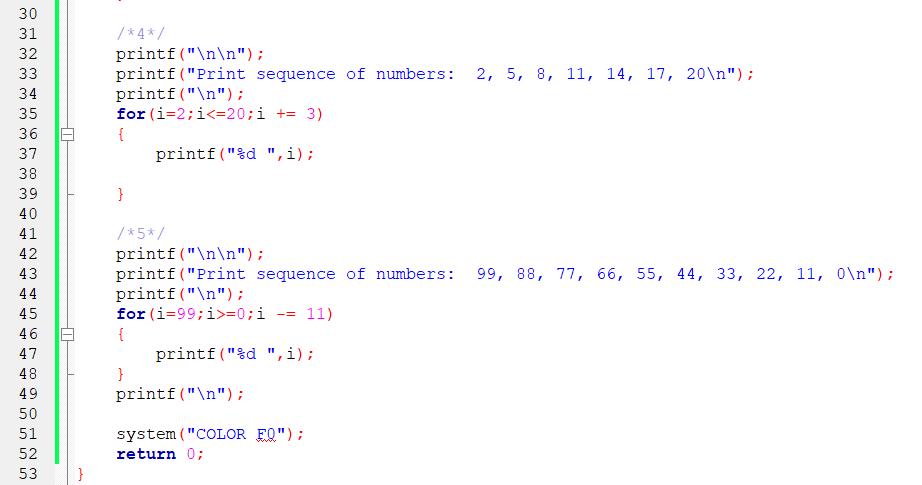 30
31 /*4*/
32 printf("\n\n");
33 printf("Print sequence of numbers:  2, 5, 8, 11, 14, 17, 20\n");
34 printf("\n");
35 for(i=2;i<=20;i += 3)
36 {
37 printf("%d ",i);
38
39 }
40
41 /*5*/
42 printf("\n\n");
43 printf("Print sequence of numbers:  99, 88, 77, 66, 55, 44, 33, 22, 11, 0\n");
44 printf("\n");
45 for(i=99;i>=0;i -= 11)
46 {
47 printf("%d ",i);
48 }
49 printf("\n");
50
51 system("COLOR F0");
52 return 0;
53 }